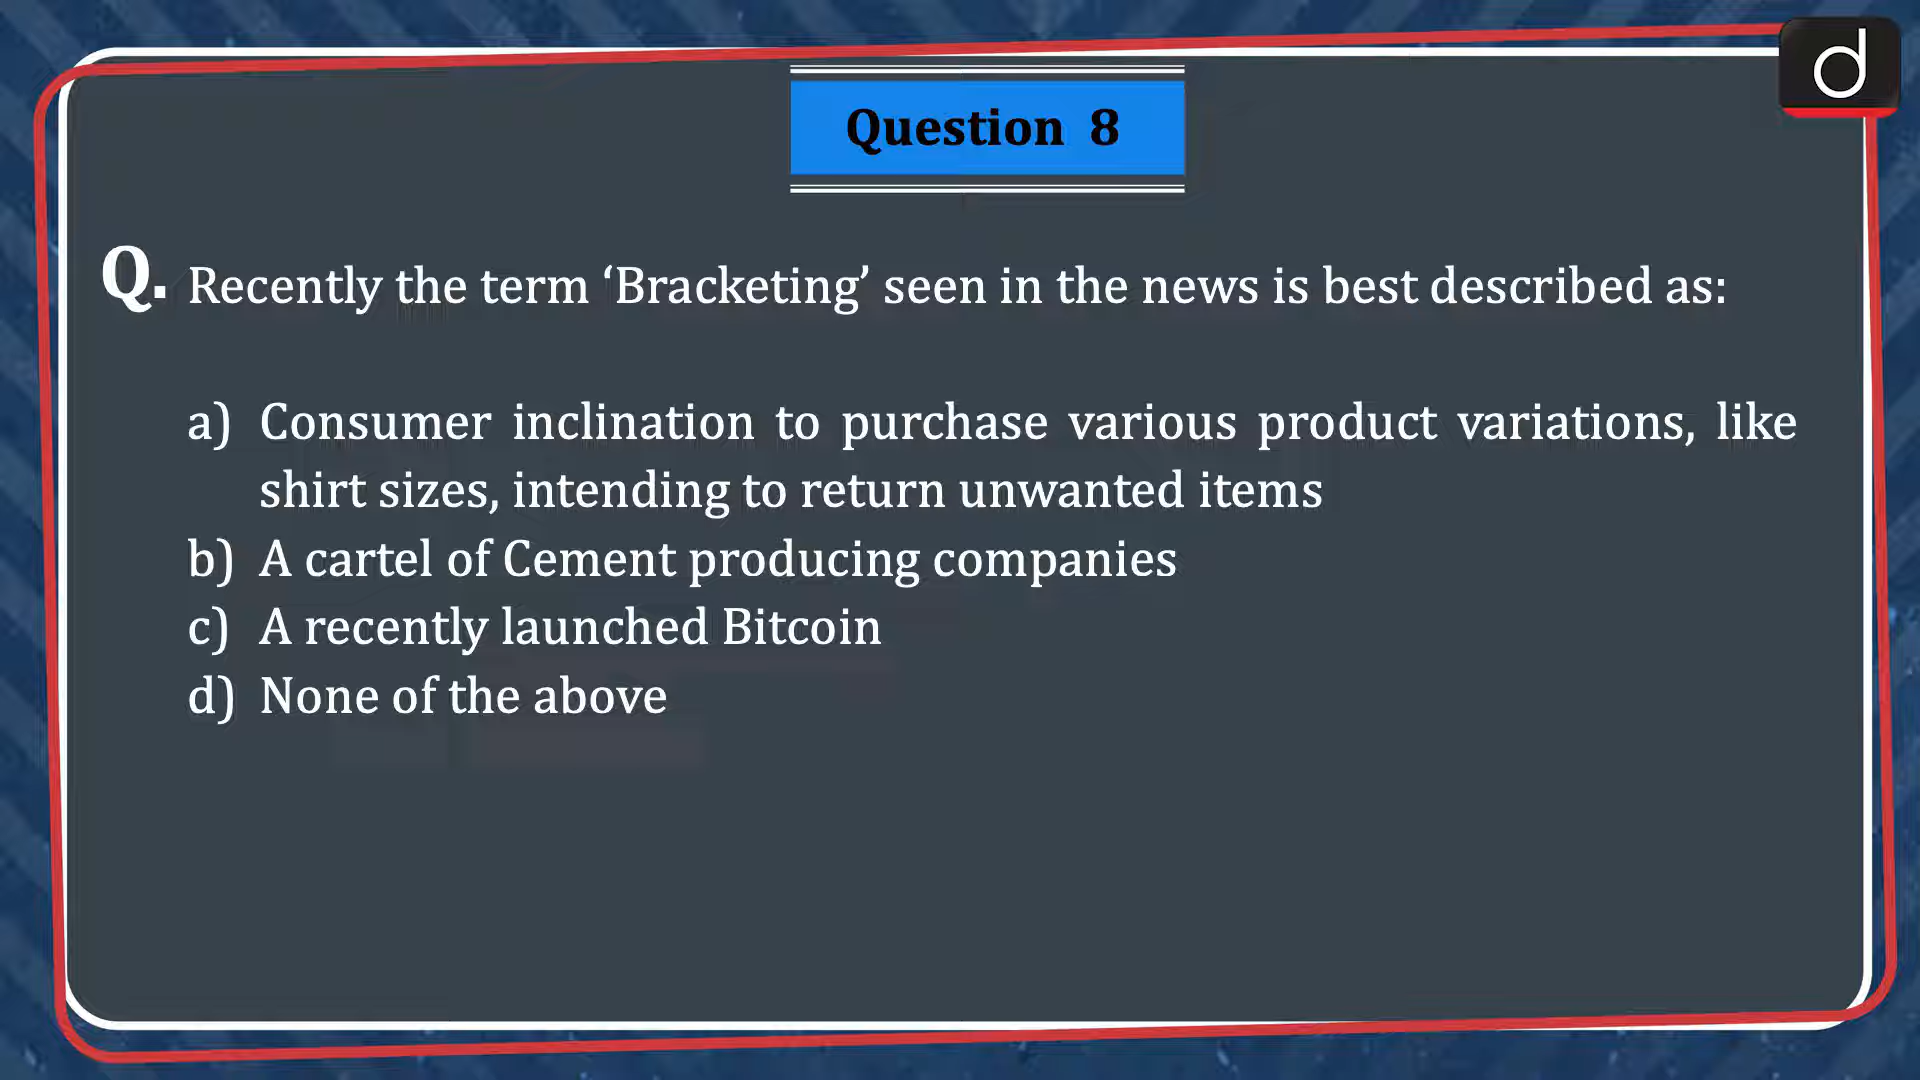 d
Question 8
Q. Recently the term ‘Bracketing’ seen in the news is best described as:
a) Consumer inclination to purchase various product variations, like
shirt sizes, intending to return unwanted items
b) A cartel of Cement producing companies
c) A recently launched Bitcoin
d) None of the above